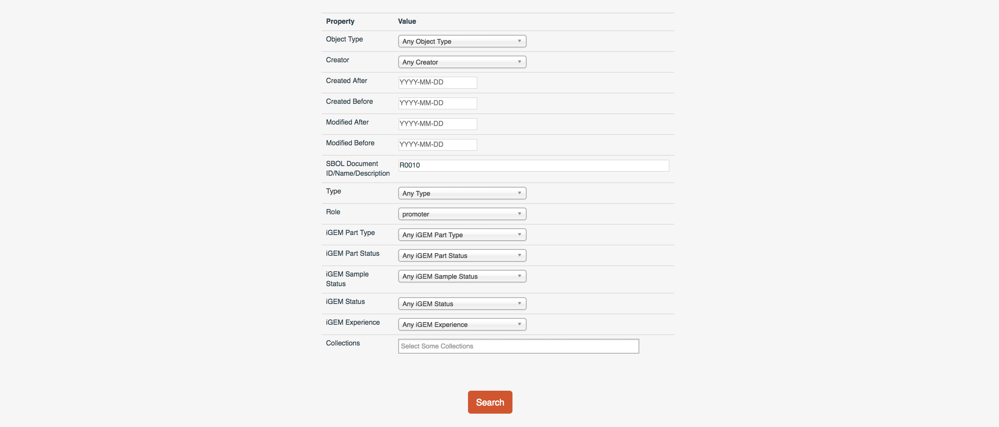 Property Value
Object Type Any Object Type
Creator Any Creator
Created After YYYY-MM-DD
Created Before YYYY-MM-DD
Modified After YYYY-MM-DD
Modified Before YYYY-MM-DD
SBOL Document R0010
ID/Name/Description
Type Any Type
Role promoter
iGEM Part Type Any iGEM Part Type
iGEM Part Status Any iGEM Part Status
iGEM Sample Any iGEM Sample Status
Status
iGEM Status Any iGEM Status
iGEM Experience Any iGEM Experience
Collections Select Some Collections
Search